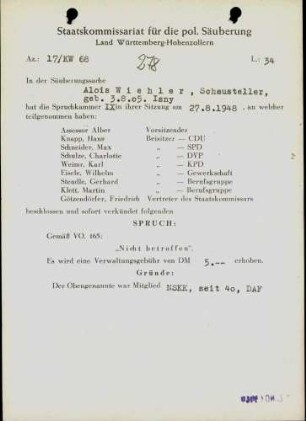 Staatskommissariat für die pol. Säuberung
Land Württemberg-Hohenzollern
Az.: 17/KW 68
278
L.: 34
In der Säuberungssache
Alois Wiehler, Schausteller,
geb. 3.8.05. Isny
hat die Spruchkammer IX in ihrer Sitzung am 27.8.1948 , an welcher
teilgenommen haben:
Assessor Alber Vorsitzender
Knapp, Hans Beisitzer — CDU
Schneider, Max „ — SPD
Schulze, Charlotte „ — DVP
Weimer, Karl „ — KPD
Eisele, Wilhelm „ — Gewerkschaft
Steudle, Gerhard „ — Berufsgruppe
Klett, Martin „ — Berufsgruppe
Götzendörfer, Friedrich Vertreter des Staatskommissars
beschlossen und sofort verkündet folgenden
SPRUCH:
Gemäß VO. 165:
„Nicht betroffen“.
Es wird eine Verwaltungsgebühr von DM 5.-- erhoben.
Gründe:
Der Obengenannte war Mitglied NSKK, seit 40, DAF